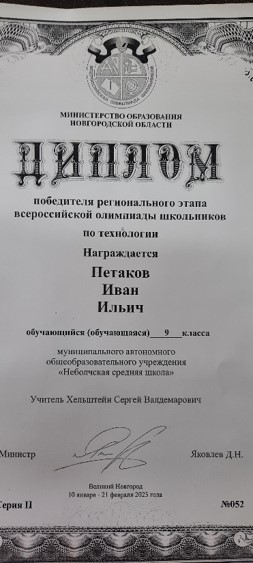 МИНИСТЕРСТВО ОБРАЗОВАНИЯ
НОВГОРОДСКОЙ ОБЛАСТИ
ДИПЛОМ
победителя регионального этапа
всероссийской олимпиады школьников
по технологии
Награждается
Петаков
Иван
Ильич
обучающийся (обучающаяся) 9 класса
муниципального автономного
общеобразовательного учреждения
«Неболчская средняя школа»
Учитель Хельштейн Сергей Валдемарович
Министр Яковлев Д.Н.
Великий Новгород
10 января - 21 февраля 2025 года
Серия II №052